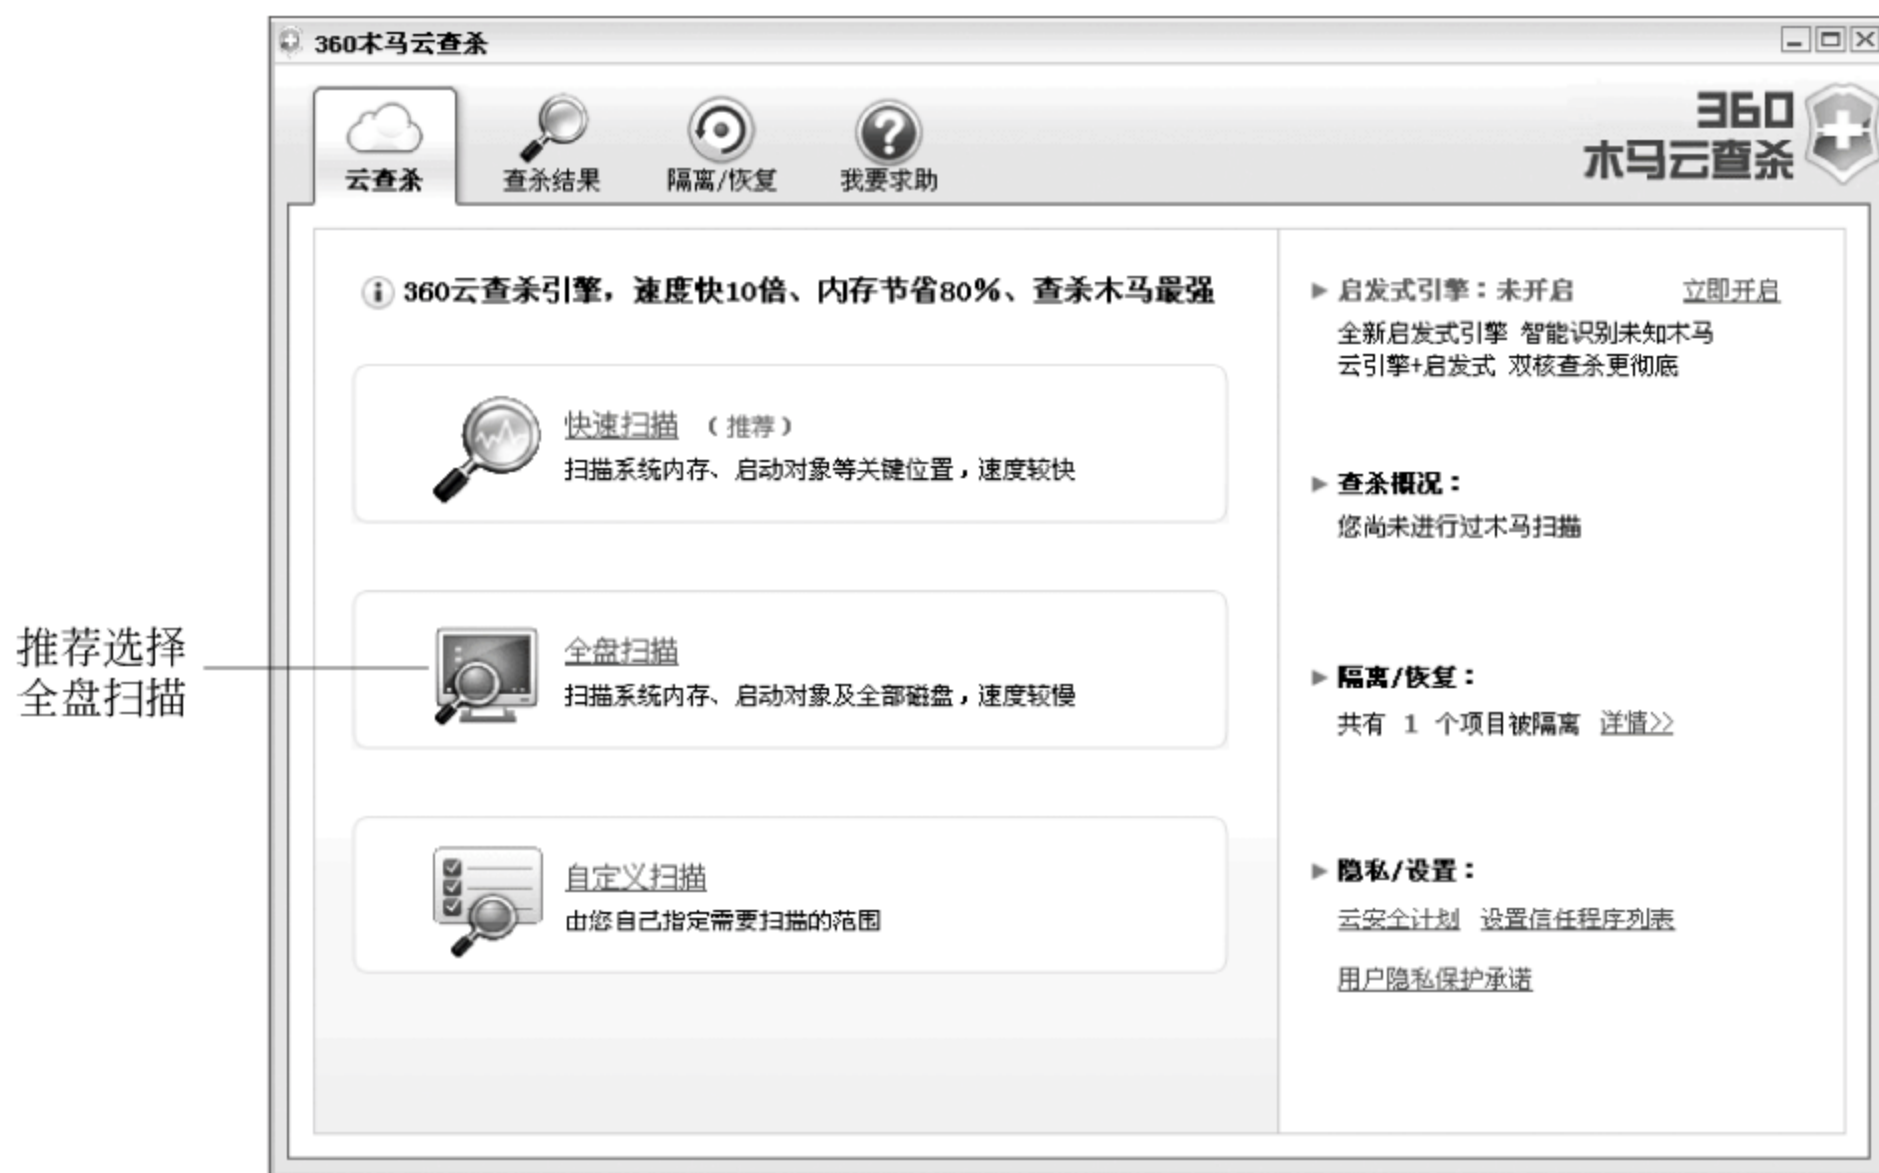 360木马云查杀
云查杀
查杀结果
隔离/恢复
我要求助
360
木马云查杀
360云查杀引擎，速度快10倍、内存节省80%、查杀木马最强
快速扫描 （推荐）
扫描系统内存、启动对象等关键位置，速度较快
推荐选择
全盘扫描
全盘扫描
扫描系统内存、启动对象及全部磁盘，速度较慢
自定义扫描
由您自己指定需要扫描的范围
启发式引擎：未开启 立即开启
全新启发式引擎 智能识别未知木马
云引擎+启发式 双核查杀更彻底
查杀概况：
您尚未进行过木马扫描
隔离/恢复：
共有 1 个项目被隔离 详情>>
隐私/设置：
云安全计划 设置信任程序列表
用户隐私保护承诺